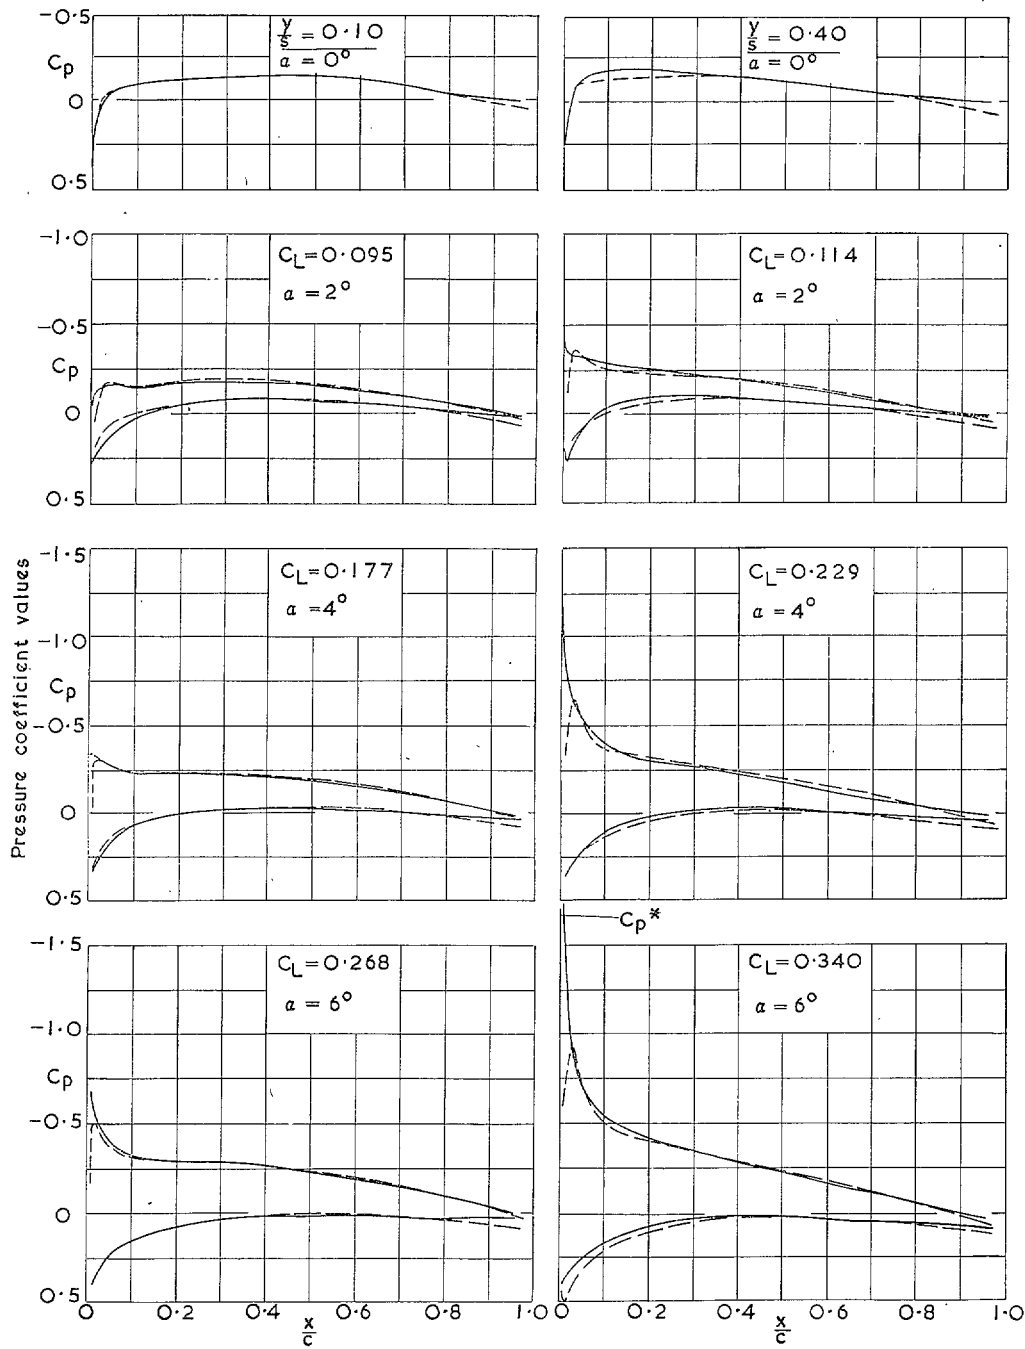 -0.5
y/s = 0.10
α = 0°
Cp
0
0.5
y/s = 0.40
α = 0°
-1.0
CL=0.095
α = 2°
-0.5
Cp
0
0.5
CL=0.114
α = 2°
Pressure coefficient values
-1.5
CL=0.177
α =4°
-1.0
Cp
-0.5
0
0.5
CL=0.229
α = 4°
Cp*
-1.5
CL=0.268
α = 6°
-1.0
Cp
-0.5
0
0.5
CL=0.340
α = 6°
0 0.2 0.4 0.6 0.8 1.0
x/c
0 0.2 0.4 0.6 0.8 1.0
x/c